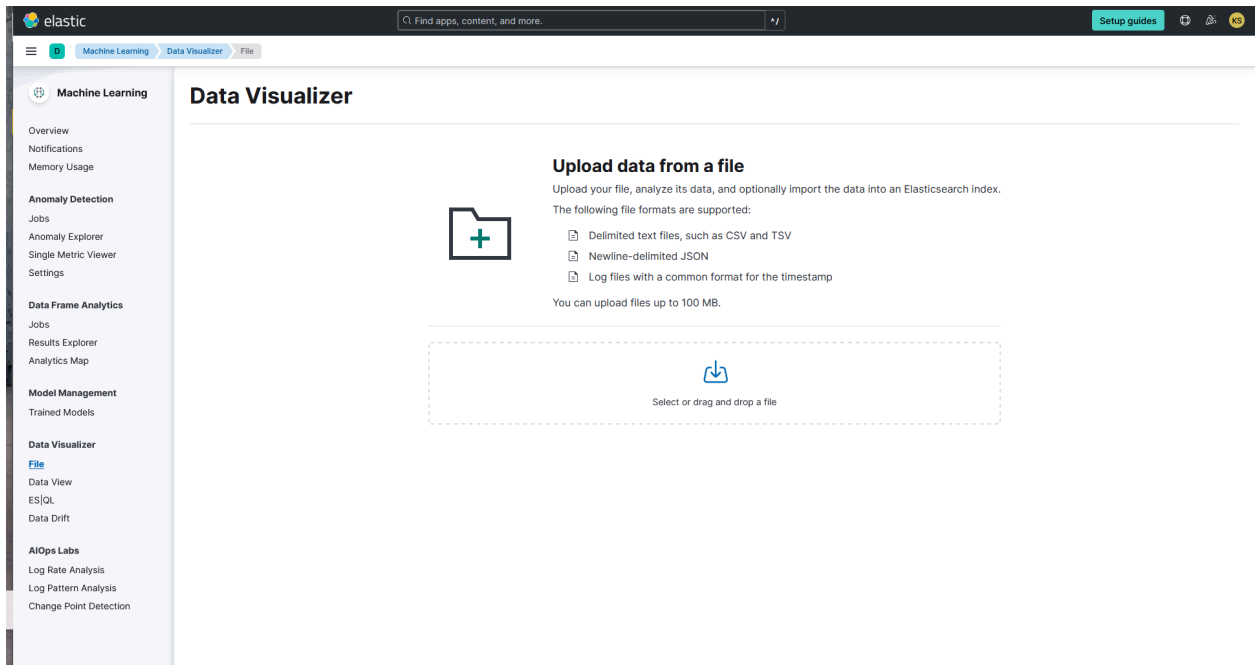 elastic
Find apps, content, and more.
^/
Setup guides
KS
D
Machine Learning
Data Visualizer
File
Machine Learning
Overview
Notifications
Memory Usage
Anomaly Detection
Jobs
Anomaly Explorer
Single Metric Viewer
Settings
Data Frame Analytics
Jobs
Results Explorer
Analytics Map
Model Management
Trained Models
Data Visualizer
File
Data View
ES|QL
Data Drift
AIOps Labs
Log Rate Analysis
Log Pattern Analysis
Change Point Detection
Data Visualizer
Upload data from a file
Upload your file, analyze its data, and optionally import the data into an Elasticsearch index.
The following file formats are supported:
Delimited text files, such as CSV and TSV
Newline-delimited JSON
Log files with a common format for the timestamp
You can upload files up to 100 MB.
Select or drag and drop a file